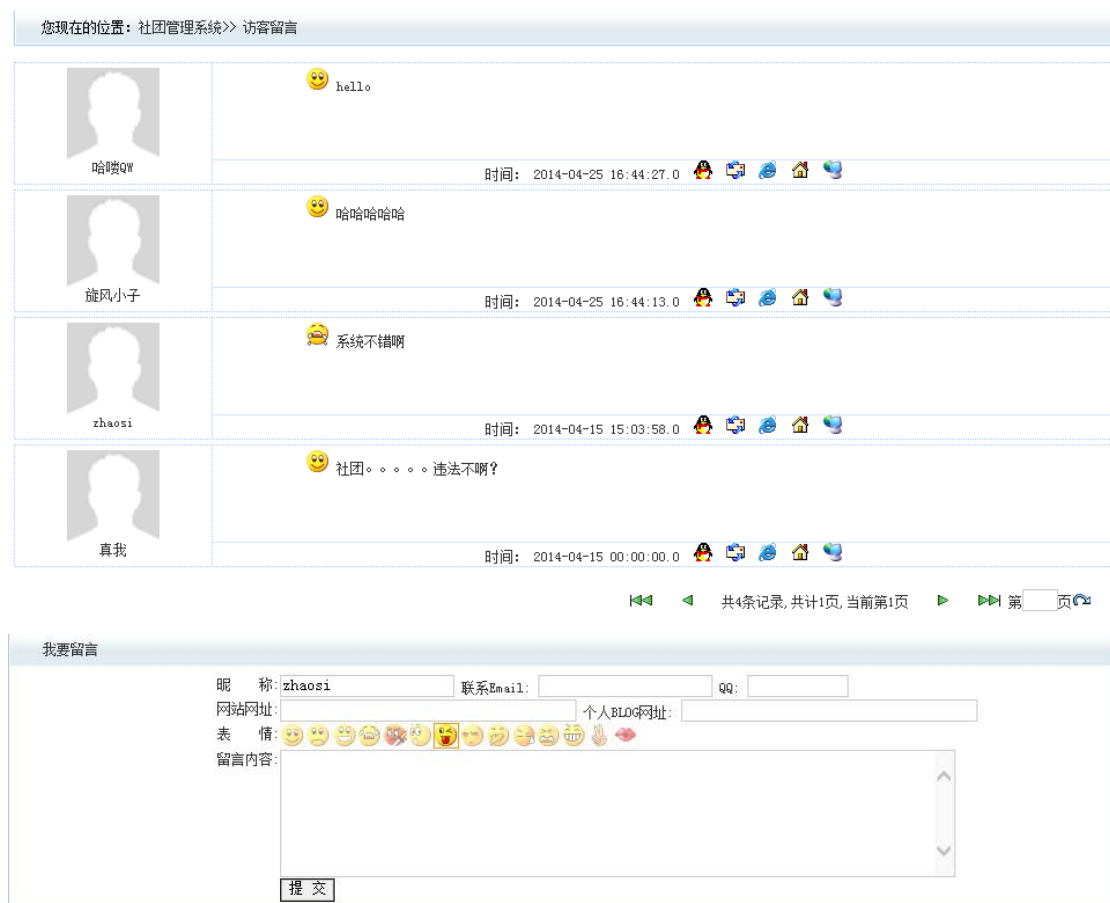 您现在的位置：社团管理系统>> 访客留言
hello
哈喽QW
时间： 2014-04-25 16:44:27.0
哈哈哈哈哈
旋风小子
时间： 2014-04-25 16:44:13.0
系统不错啊
zhaosi
时间： 2014-04-15 15:03:58.0
社团。。。。。违法不啊？
真我
时间： 2014-04-15 00:00:00.0
共4条记录,共计1页,当前第1页 第 页
我要留言
昵 称: zhaosi 联系Email: QQ:
网站网址: 个人BLOG网址:
表 情:
留言内容:
提 交